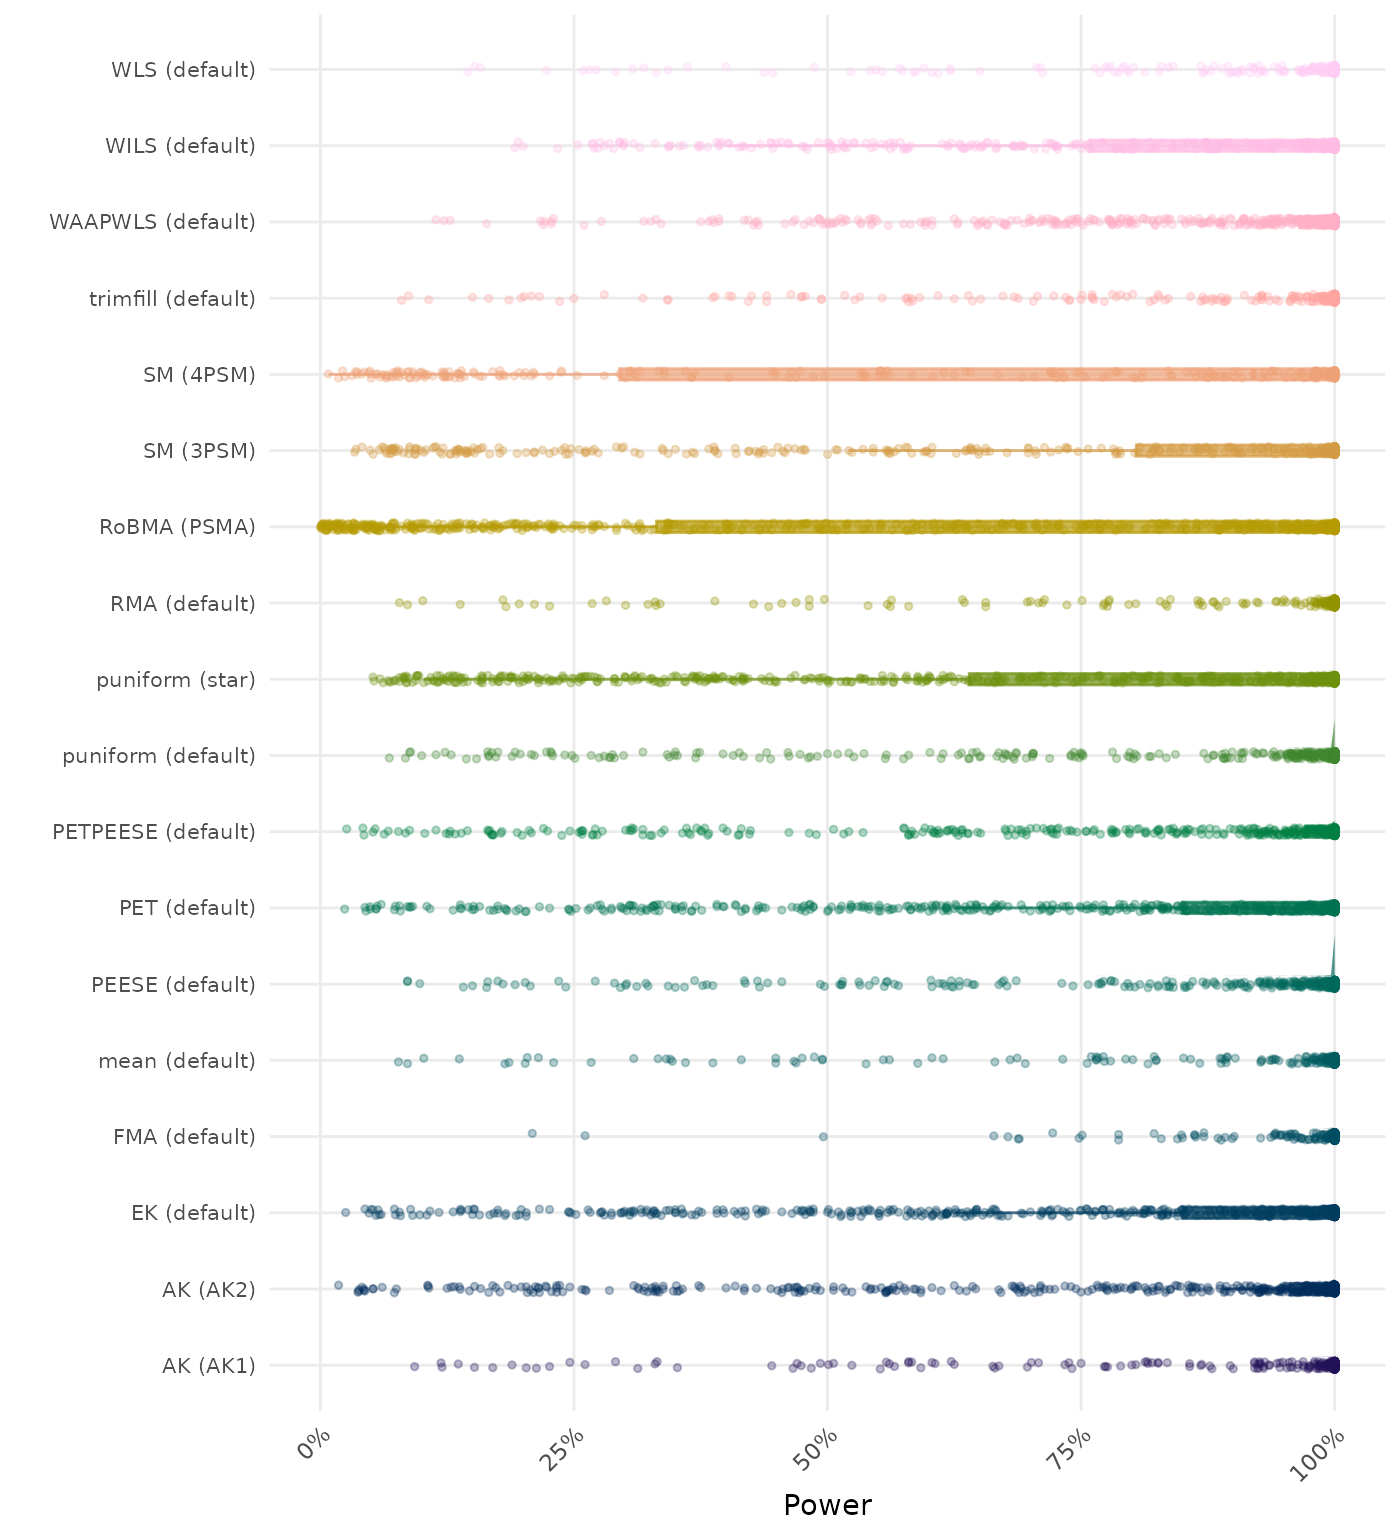 WLS (default)
WILS (default)
WAAPWLS (default)
trimfill (default)
SM (4PSM)
SM (3PSM)
RoBMA (PSMA)
RMA (default)
puniform (star)
puniform (default)
PETPEESE (default)
PET (default)
PEESE (default)
mean (default)
FMA (default)
EK (default)
AK (AK2)
AK (AK1)
0% 25% 50% 75% 100%
Power